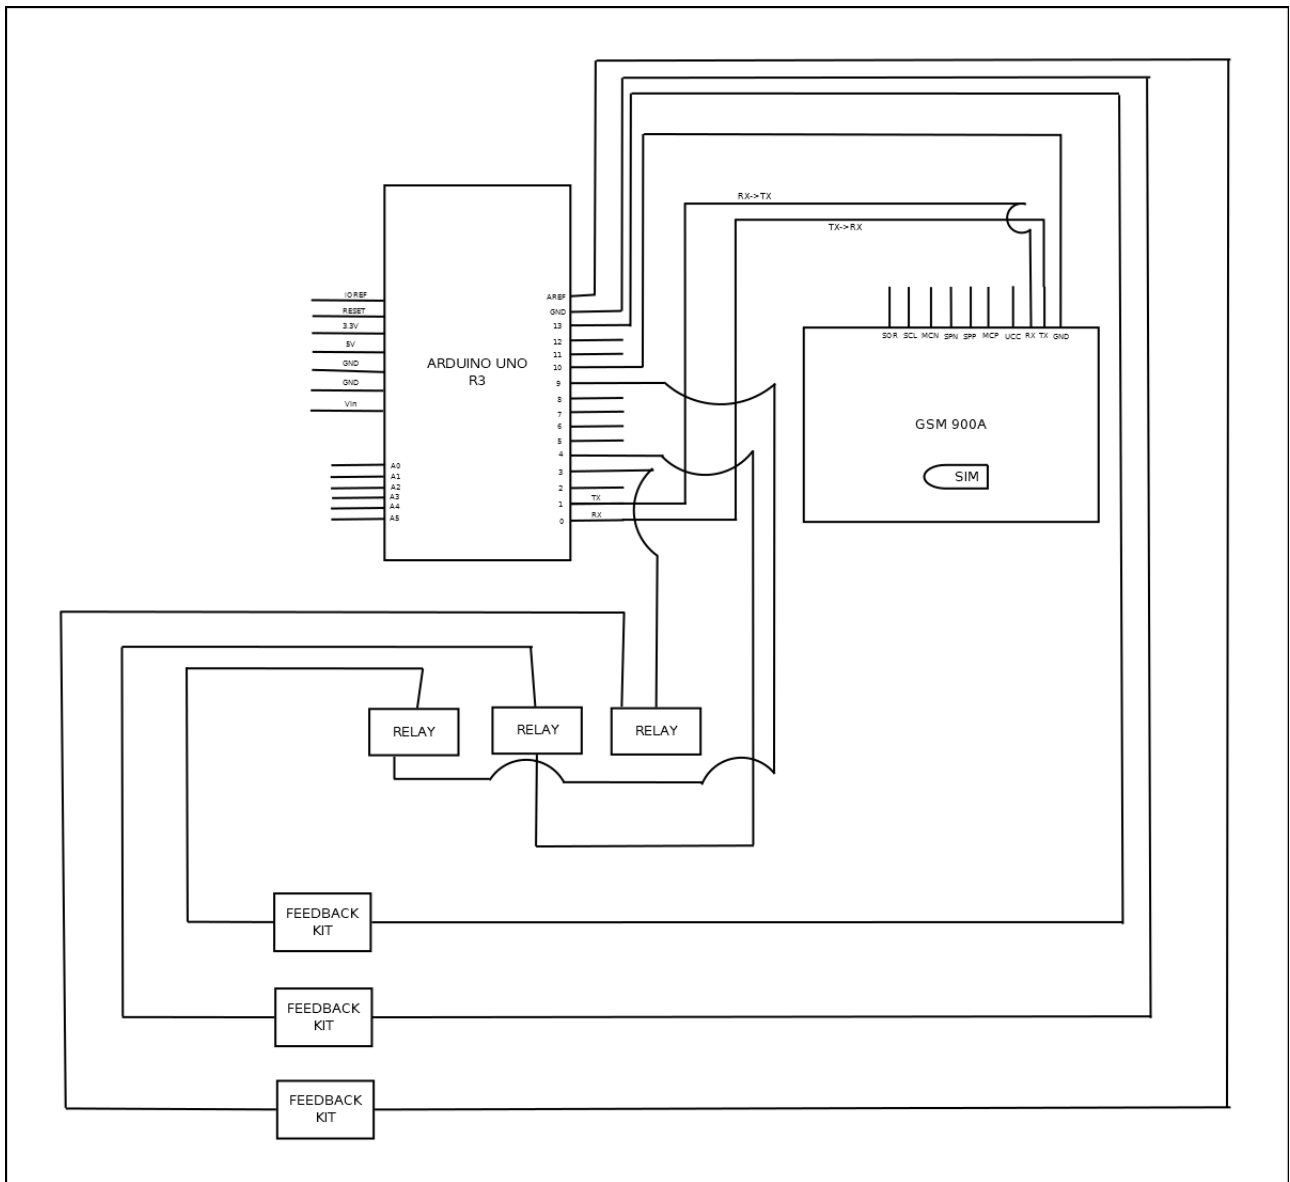 RX->TX
TX->RX
IOREF
RESET
3.3V
5V
GND
GND
Vin
A0
A1
A2
A3
A4
A5
ARDUINO UNO
R3
AREF
GND
13
12
11
10
9
8
7
6
5
4
3
2
TX
1
RX
0
SDR SCL MCN SPN SPP MCP UCC RX TX GND
GSM 900A
SIM
RELAY
RELAY
RELAY
FEEDBACK
KIT
FEEDBACK
KIT
FEEDBACK
KIT